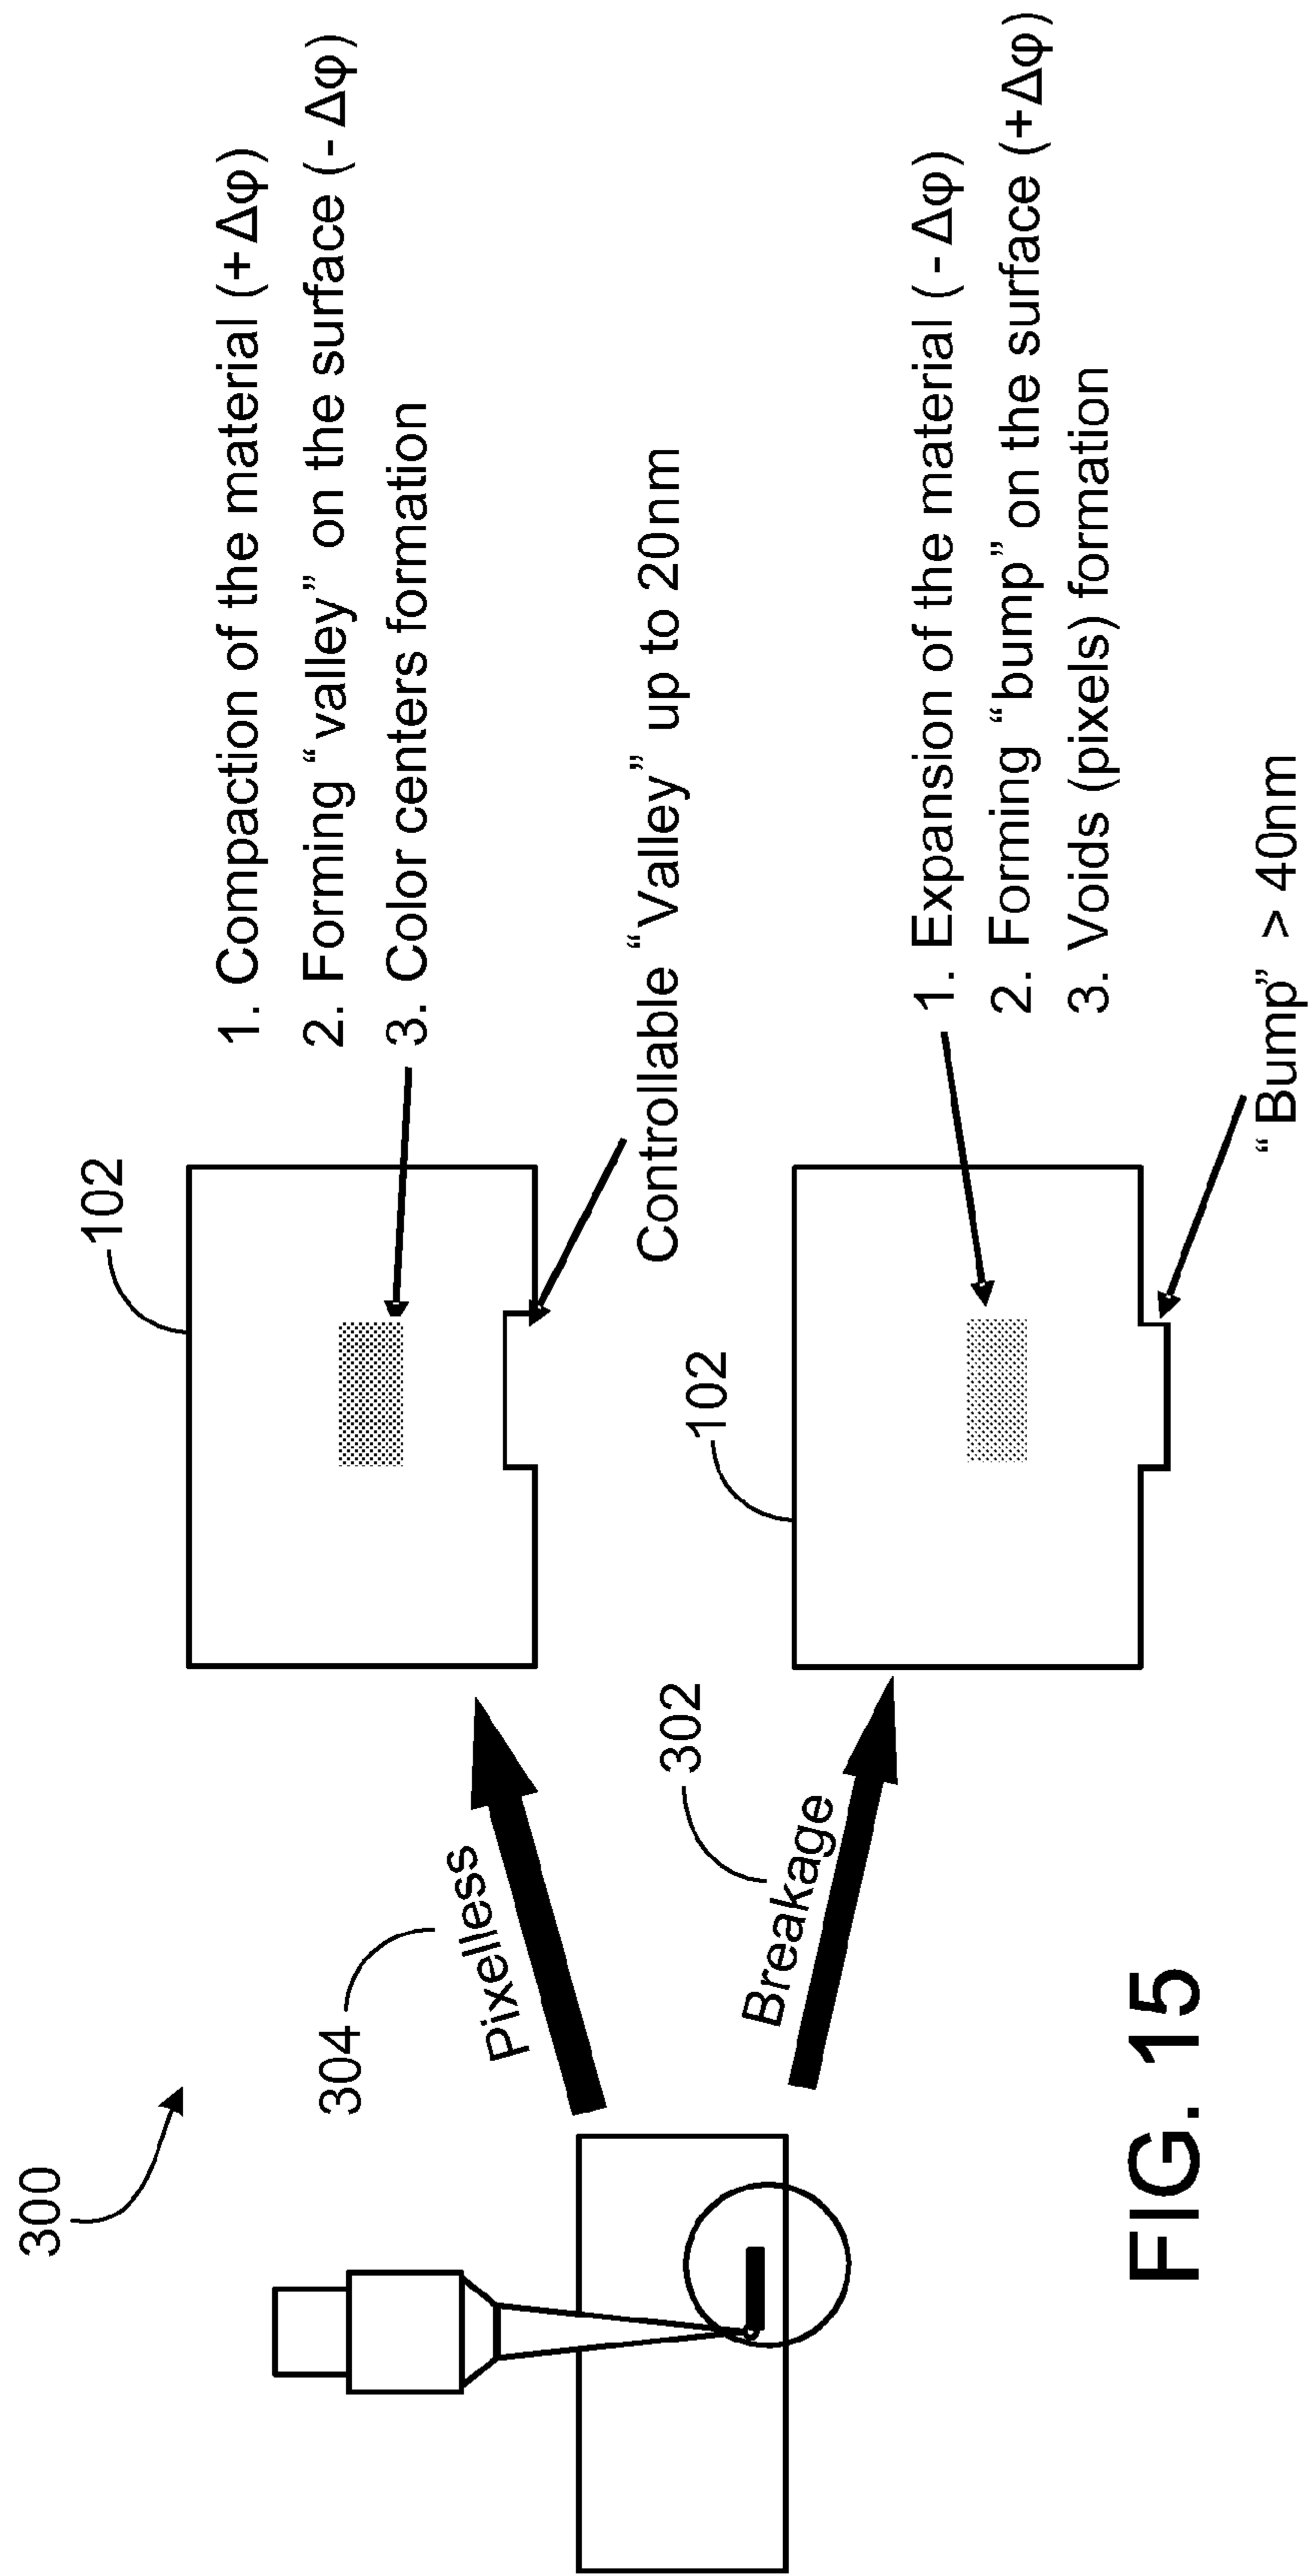 300
304
Pixelless
302
Breakage
102
1. Compaction of the material (+Δφ)
2. Forming “valley” on the surface (-Δφ)
3. Color centers formation
Controllable “Valley” up to 20nm
102
1. Expansion of the material (-Δφ)
2. Forming “bump” on the surface (+Δφ)
3. Voids (pixels) formation
“Bump” > 40nm
FIG. 15